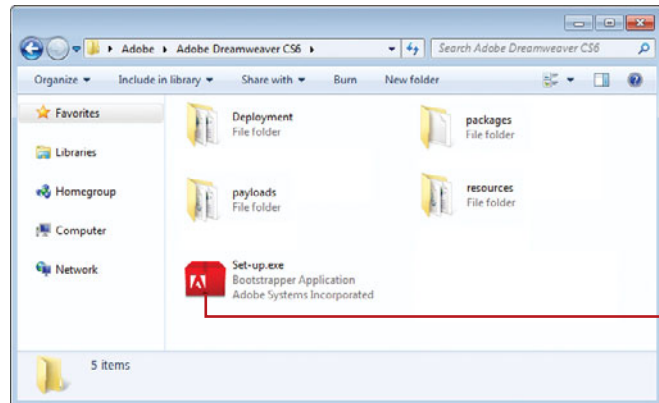 Adobe Adobe Dreamweaver CS6
Search Adobe Dreamweaver CS6
Organize Include in library Share with Burn New folder
Favorites
Libraries
Homegroup
Computer
Network
Deployment
File folder
packages
File folder
payloads
File folder
resources
File folder
Set-up.exe
Bootstrapper Application
Adobe Systems Incorporated
5 items